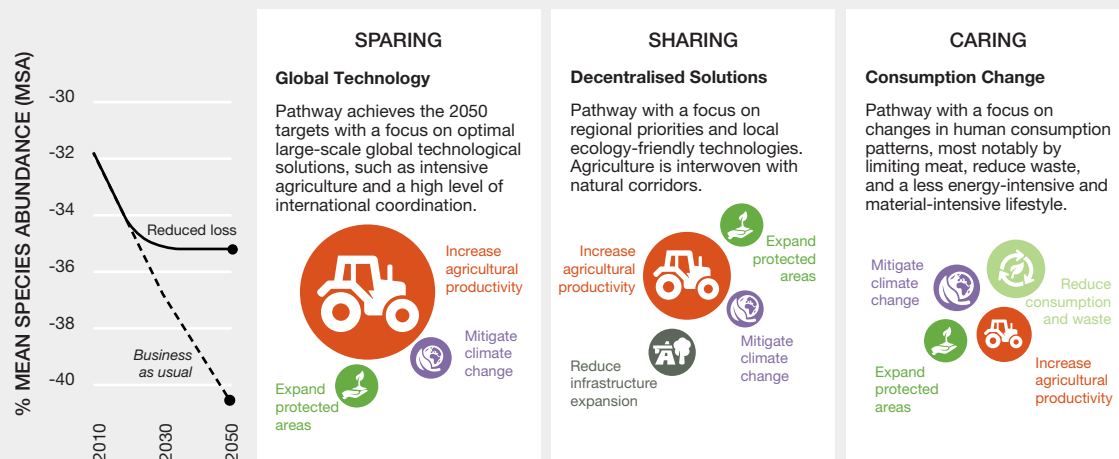 % MEAN SPECIES ABUNDANCE (MSA)
-30
-32
-34
-36
-38
-40
Reduced loss
Business
as usual
2010
2030
2050
SPARING
Global Technology
Pathway achieves the 2050
targets with a focus on optimal
large-scale global technological
solutions, such as intensive
agriculture and a high level of
international coordination.
Increase
agricultural
productivity
Mitigate
climate
change
Expand
protected
areas
SHARING
Decentralised Solutions
Pathway with a focus on
regional priorities and local
ecology-friendly technologies.
Agriculture is interwoven with
natural corridors.
Increase
agricultural
productivity
Expand
protected
areas
Mitigate
climate
change
Reduce
infrastructure
expansion
CARING
Consumption Change
Pathway with a focus on
changes in human consumption
patterns, most notably by
limiting meat, reduce waste,
and a less energy-intensive and
material-intensive lifestyle.
Mitigate
climate
change
Reduce
consumption
and waste
Expand
protected
areas
Increase
agricultural
productivity